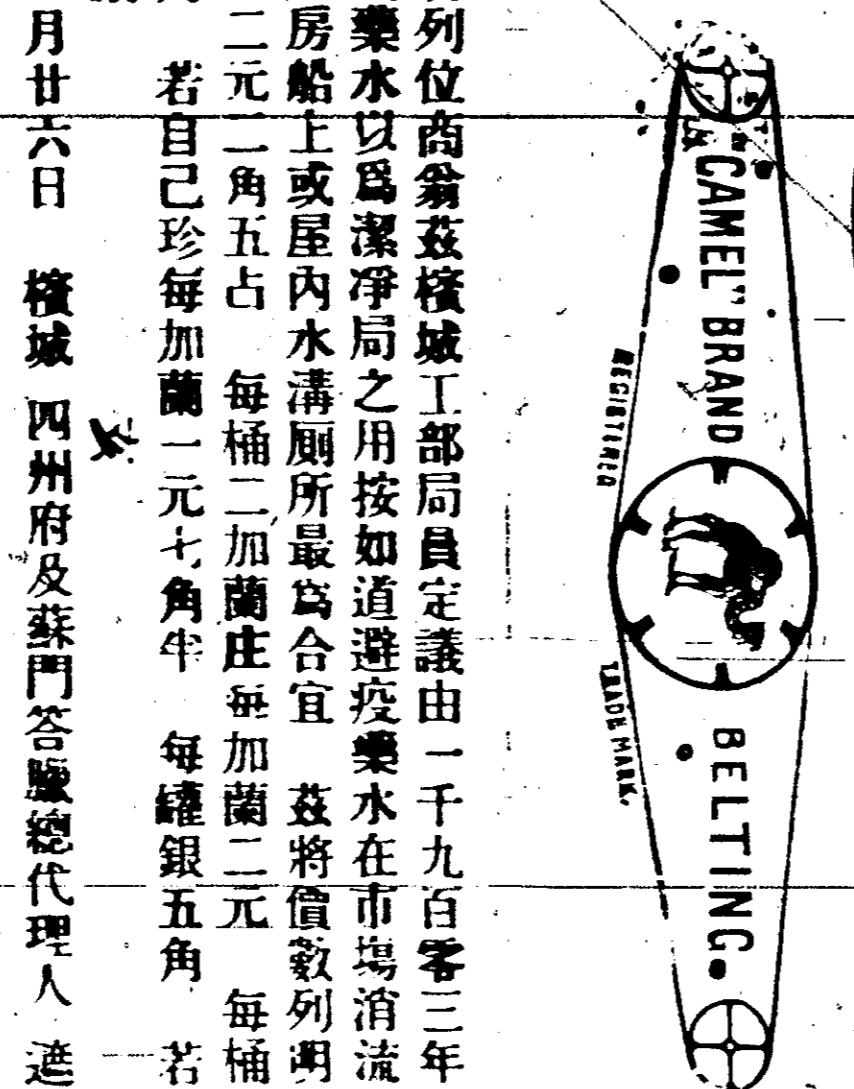 "CAMEL" BRAND BELTING.
REGISTERED TRADE MARK.
列位商翁茲檳城工部局員定議由一千九百零三年
藥水以爲潔凈局之用按如道避疫藥水在市塲消流
房船上或屋內水溝厠所最爲合宜 茲將價數列明
二元二角五占 每桶二加蘭庄每加蘭二元 每桶
若自己珍每加蘭一元七角半 每罐銀五角 若
月廿六日 檳城 四州府及蘇門答臘總代理人